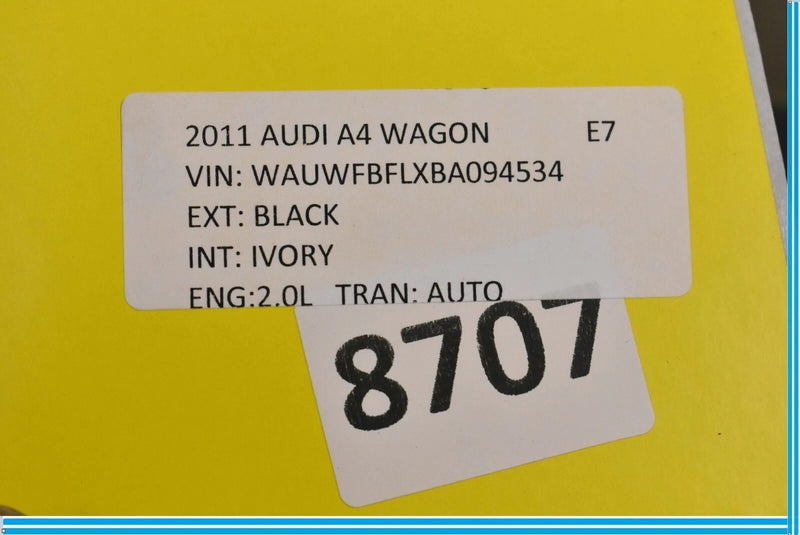 2011 AUDI A4 WAGON E7
VIN: WAUWFBFLXBA094534
EXT: BLACK
INT: IVORY
ENG:2.0L TRAN: AUTO
8707